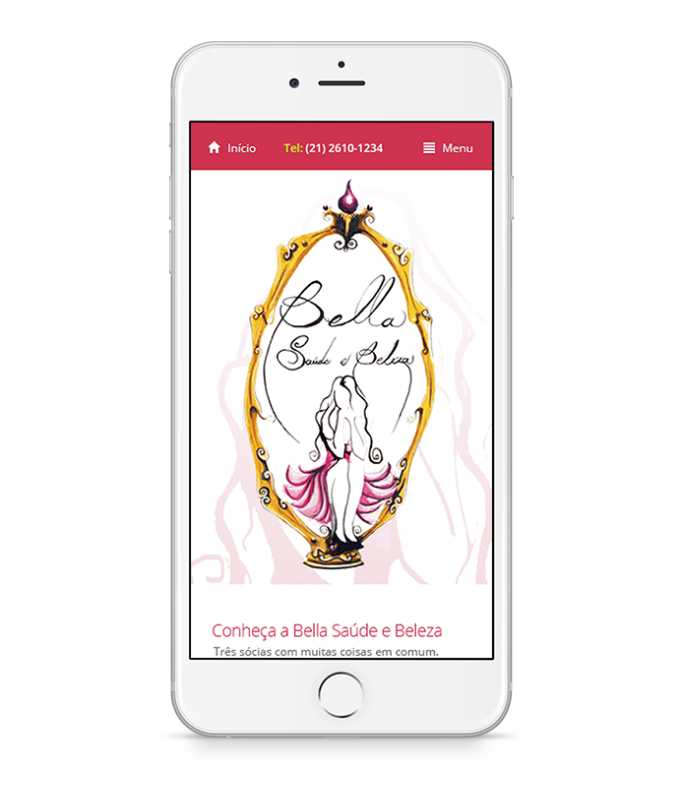 Início Tel: (21) 2610-1234 Menu
Bella
Saúde e Beleza
Conheça a Bella Saúde e Beleza
Três sócias com muitas coisas em comum.